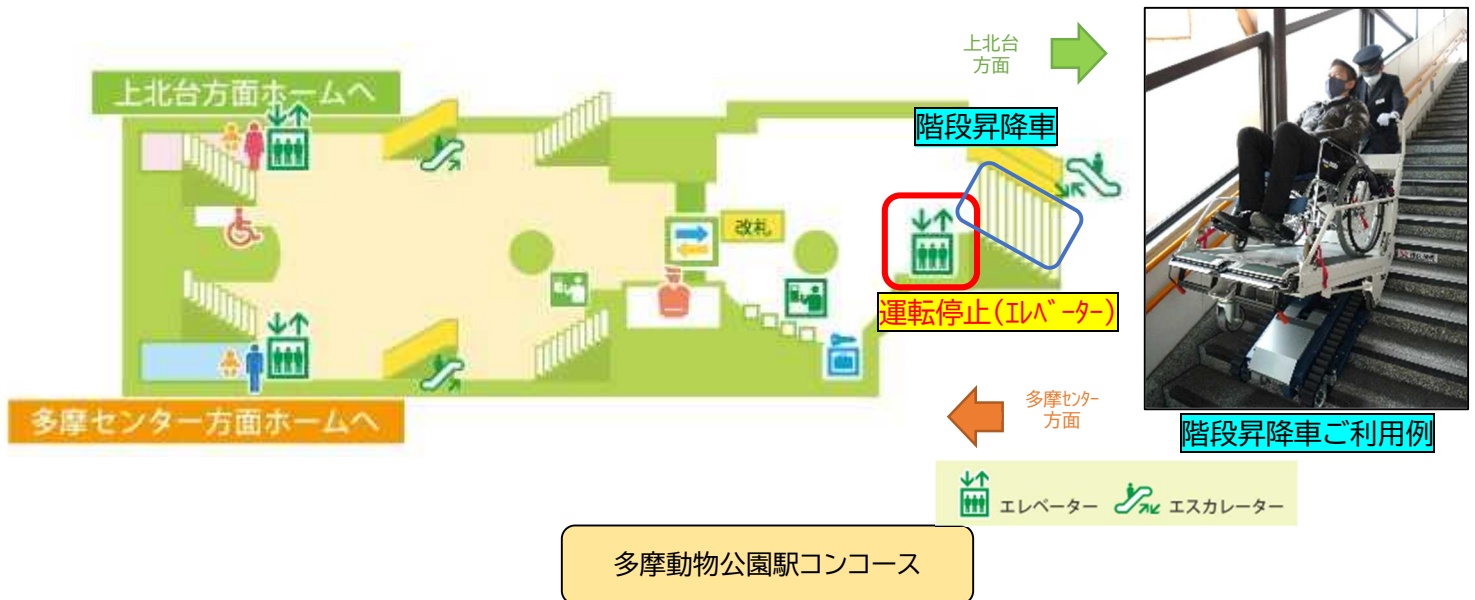 上北台
方面
上北台方面ホームへ
階段昇降車
改札
運転停止(ｴﾚﾍﾞｰﾀｰ)
多摩ｾﾝﾀｰ
方面
多摩センター方面ホームへ
階段昇降車ご利用例
エレベーター
エスカレーター
多摩動物公園駅コンコース